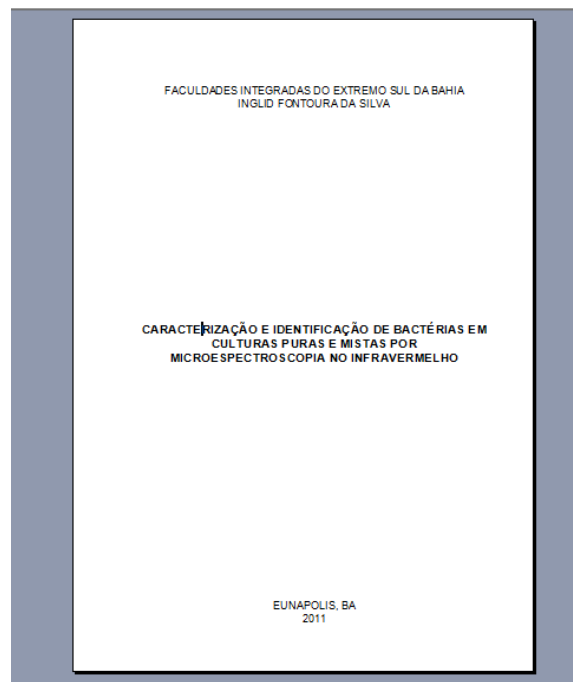 FACULDADES INTEGRADAS DO EXTREMO SUL DA BAHIA
INGLID FONTOURA DA SILVA
CARACTERIZAÇÃO E IDENTIFICAÇÃO DE BACTÉRIAS EM
CULTURAS PURAS E MISTAS POR
MICROESPECTROSCOPIA NO INFRAVERMELHO
EUNAPOLIS, BA
2011